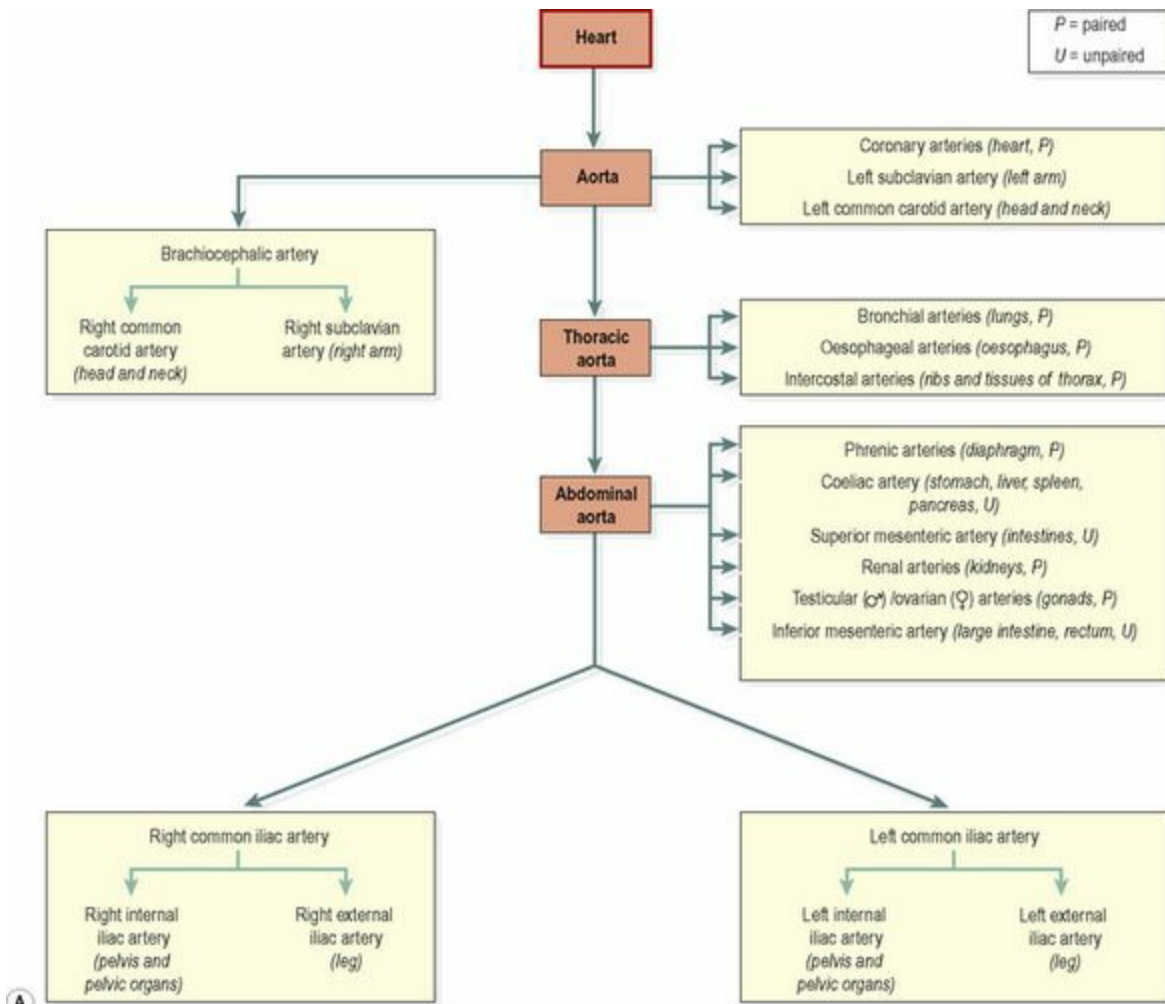 Heart
P = paired
U = unpaired
Aorta
Coronary arteries (heart, P)
Left subclavian artery (left arm)
Left common carotid artery (head and neck)
Brachiocephalic artery
Right common
carotid artery
(head and neck)
Right subclavian
artery (right arm)
Thoracic
aorta
Bronchial arteries (lungs, P)
Oesophageal arteries (oesophagus, P)
Intercostal arteries (ribs and tissues of thorax, P)
Abdominal
aorta
Phrenic arteries (diaphragm, P)
Coeliac artery (stomach, liver, spleen,
pancreas, U)
Superior mesenteric artery (intestines, U)
Renal arteries (kidneys, P)
Testicular (♂) /ovarian (♀) arteries (gonads, P)
Inferior mesenteric artery (large intestine, rectum, U)
Right common iliac artery
Right internal
iliac artery
(pelvis and
pelvic organs)
Right external
iliac artery
(leg)
Left common iliac artery
Left internal
iliac artery
(pelvis and
pelvic organs)
Left external
iliac artery
(leg)
A